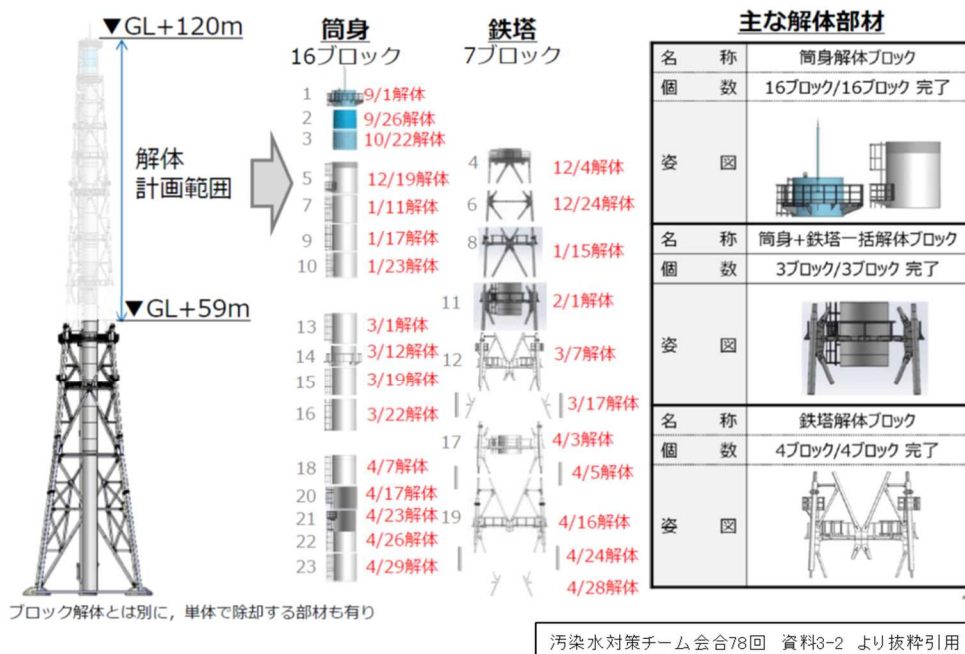 ▼GL+120m
解体
計画範囲
▼GL+59m
ブロック解体とは別に，単体で除却する部材も有り
筒身
16ブロック
1 9/1解体
2 9/26解体
3 10/22解体
5 12/19解体
7 1/11解体
9 1/17解体
10 1/23解体
13 3/1解体
14 3/12解体
15 3/19解体
16 3/22解体
18 4/7解体
20 4/17解体
21 4/23解体
22 4/26解体
23 4/29解体
鉄塔
7ブロック
4 12/4解体
6 12/24解体
8 1/15解体
11 2/1解体
12 3/7解体
3/17解体
17 4/3解体
4/5解体
19 4/16解体
4/24解体
4/28解体
主な解体部材
名 称 筒身解体ブロック
個 数 16ブロック/16ブロック 完了
姿 図
名 称 筒身+鉄塔一括解体ブロック
個 数 3ブロック/3ブロック 完了
姿 図
名 称 鉄塔解体ブロック
個 数 4ブロック/4ブロック 完了
姿 図
汚染水対策チーム会合78回 資料3-2 より抜粋引用